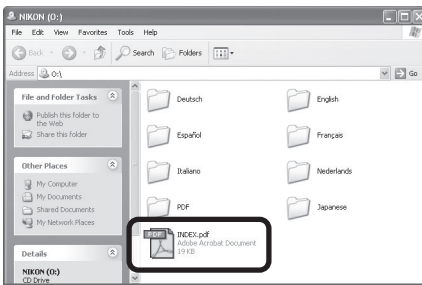 NIKON (O:)
File Edit View Favorites Tools Help
Back Search Folders
Address O:\ Go
File and Folder Tasks
Publish this folder to
the Web
Share this folder
Other Places
My Computer
My Documents
Shared Documents
My Network Places
Details
NIKON (O:)
CD Drive
Deutsch English
Español Français
Italiano Nederlands
PDF Japanese
PDF INDEX.pdf
Adobe Acrobat Document
19 KB